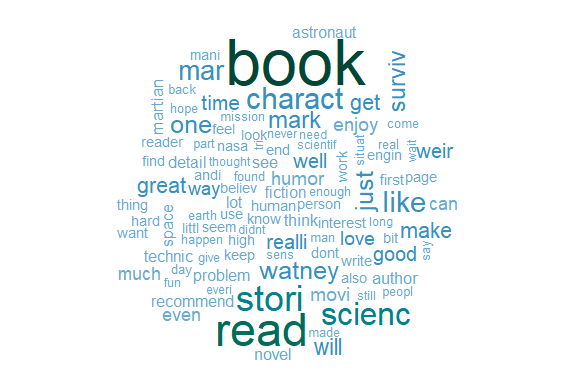 astronaut
book
mani
mar
surviv
back
martian
time
charact
get
hope
mission
mark
one
feel
look
never
need
enjoy
come
reader
part
nasa
tri
end
scientif
situat
real
wait
engin
weir
find
detail
thought
see
well
work
andi
found
humor
just
first
page
great
way
believ
fiction
enough
like
can
thing
lot
human
person
space
earth
use
know
think
interest
long
hard
littl
seem
didnt
make
want
happen
high
realli
man
love
bit
say
technic
give
keep
sens
dont
good
much
day
problem
watney
write
also
author
fun
everi
stori
movi
still
peopl
recommend
even
read
made
scienc
will
novel